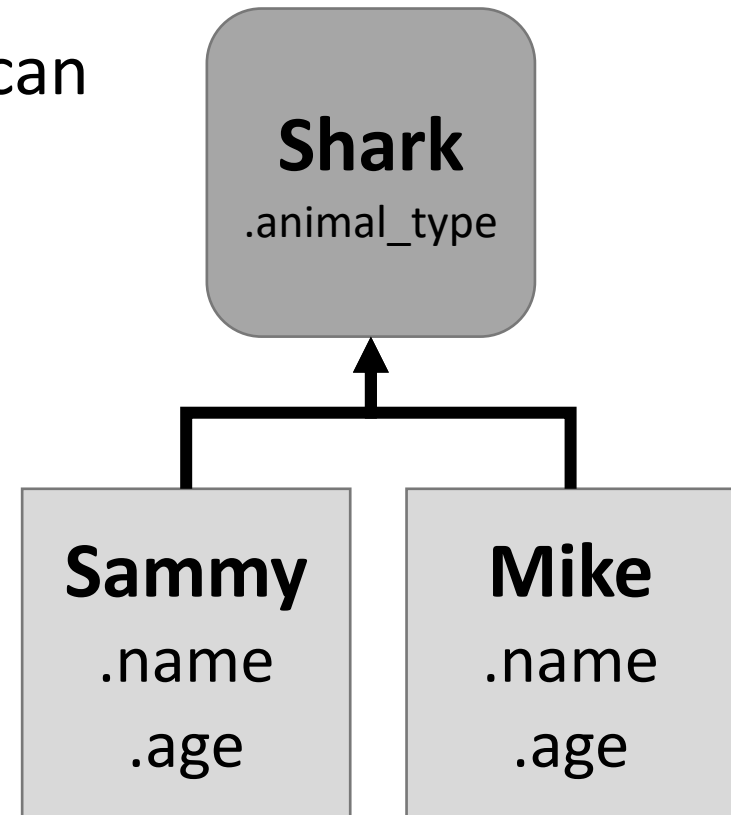 can
Shark
.animal_type
Sammy
.name
.age
Mike
.name
.age